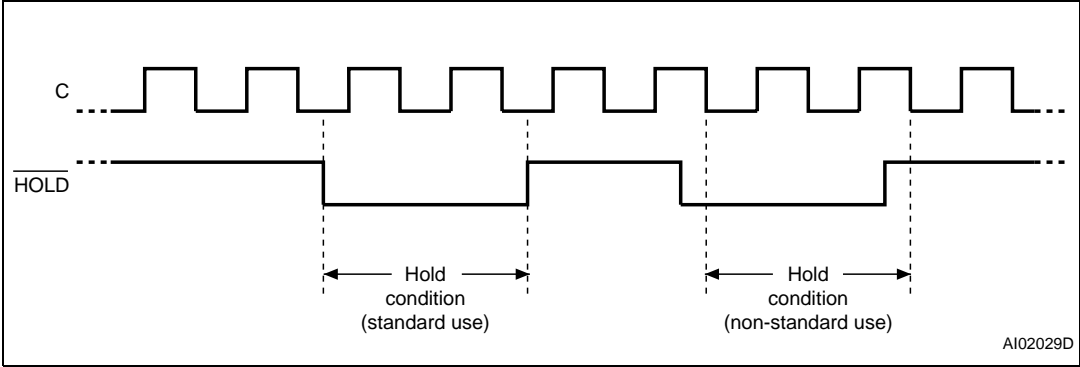 C
HOLD
Hold
condition
(standard use)
Hold
condition
(non-standard use)
AI02029D